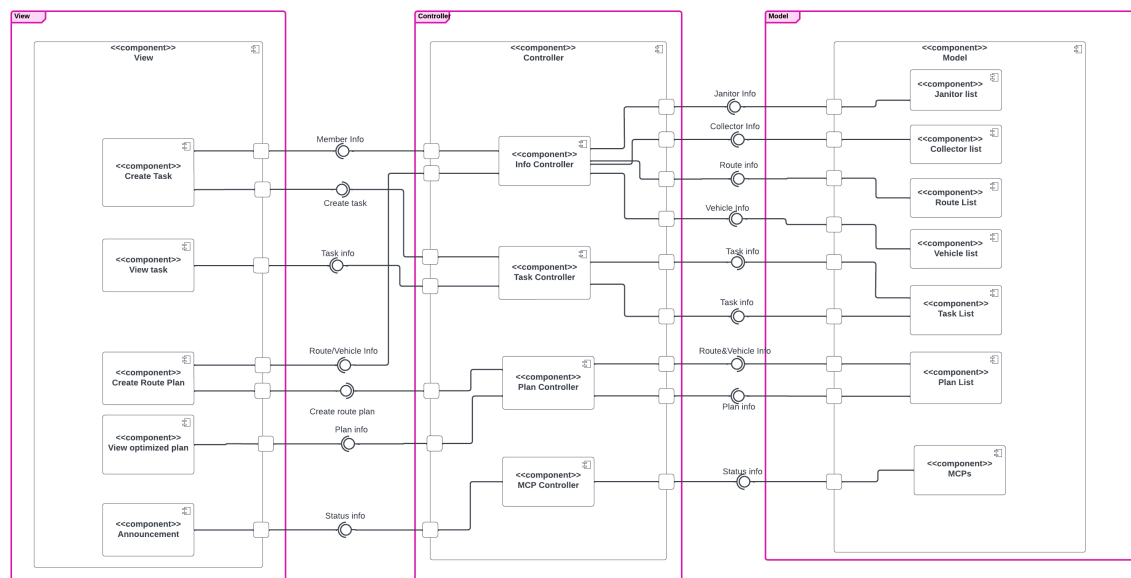 View
Controller
Model
<<component>>
View
<<component>>
Controller
<<component>>
Model
<<component>>
Create Task
<<component>>
View task
<<component>>
Create Route Plan
<<component>>
View optimized plan
<<component>>
Announcement
Member Info
Create task
Task info
Route/Vehicle Info
Create route plan
Plan info
Status info
<<component>>
Info Controller
<<component>>
Task Controller
<<component>>
Plan Controller
<<component>>
MCP Controller
Janitor Info
Collector Info
Route info
Vehicle Info
Task info
Task info
Route&Vehicle Info
Plan info
Status info
<<component>>
Janitor list
<<component>>
Collector list
<<component>>
Route List
<<component>>
Vehicle list
<<component>>
Task List
<<component>>
Plan List
<<component>>
MCPs